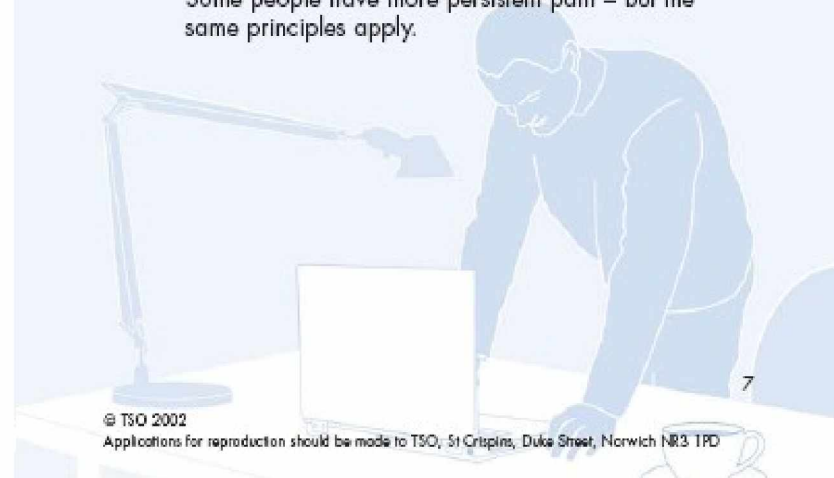 Some people have more persistent pain – but the
same principles apply.
7
© TSO 2002
Applications for reproduction should be made to TSO, St Crispins, Duke Street, Norwich NR3 1PD